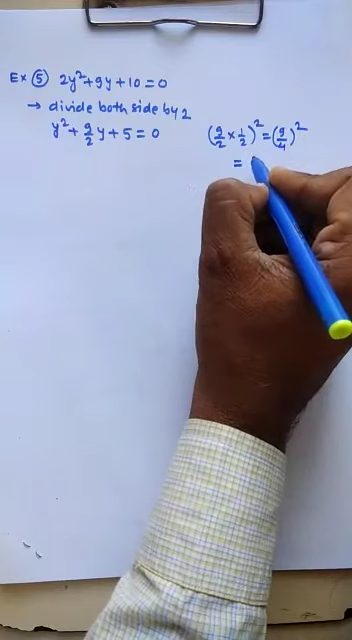 Ex ⑤ 2y²+9y+10=0
→ divide both side by 2
y² + 9/2 y + 5 = 0
(9/2 × 1/2)² = (9/4)²
=